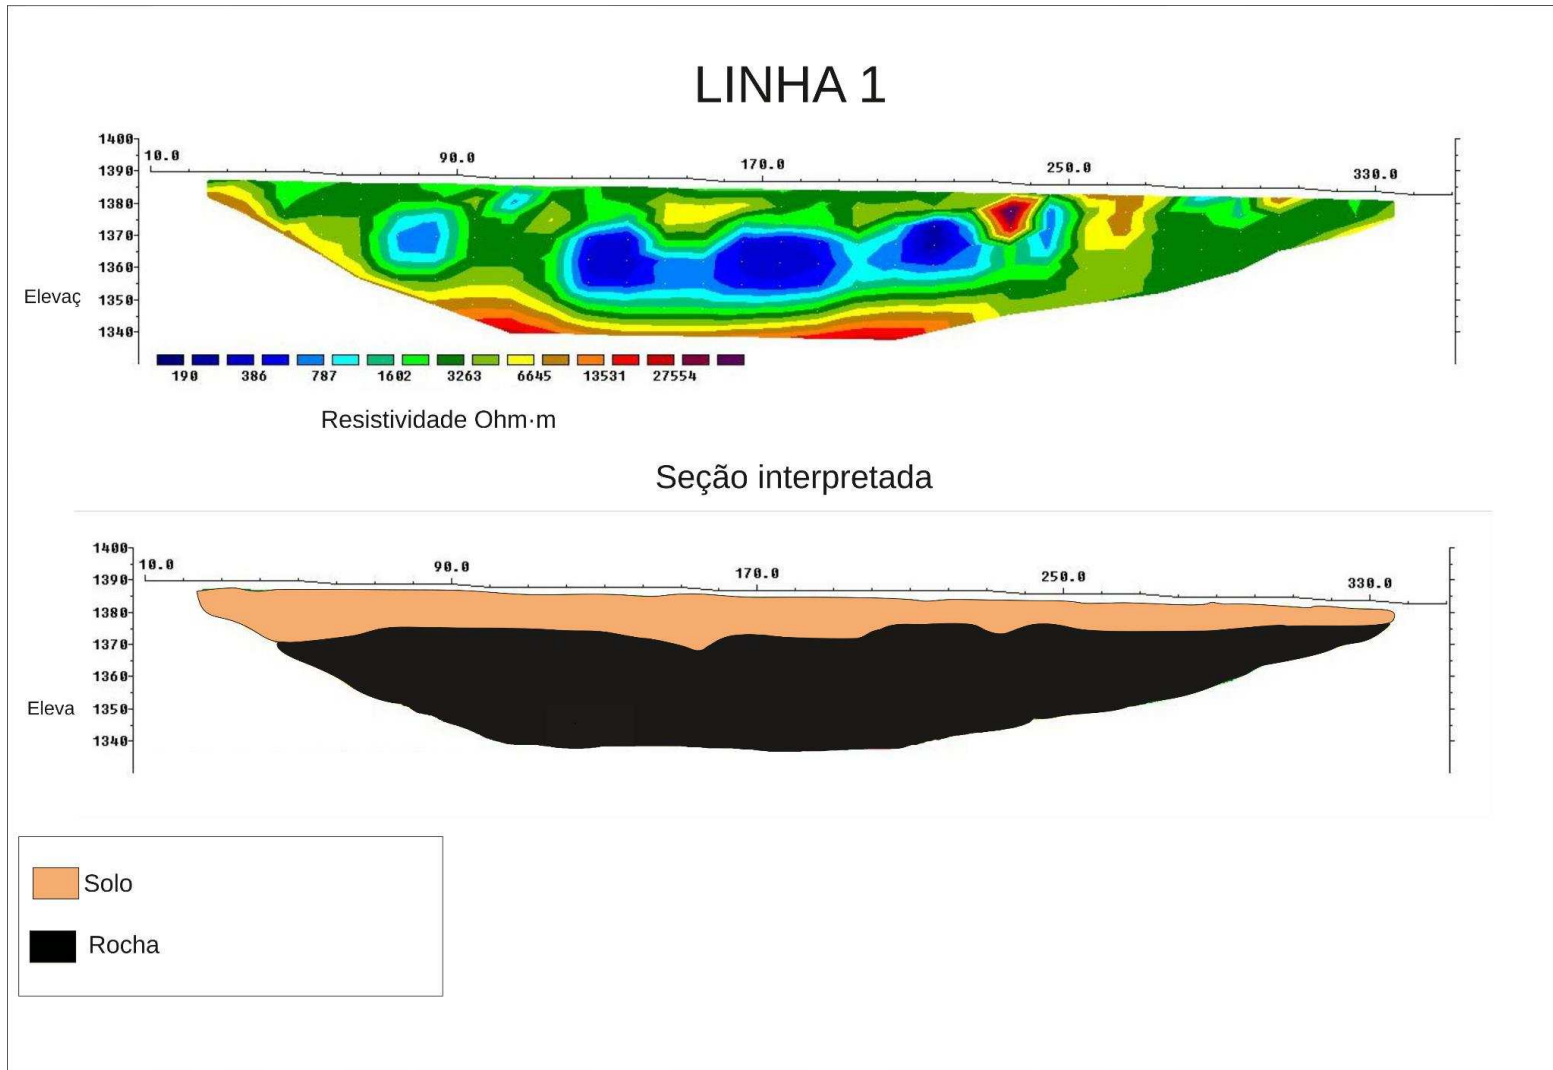 LINHA 1
1400
10.0 90.0 170.0 250.0 330.0
1390
1380
1370
1360
Elevaç 1350
1340
190 386 787 1602 3263 6645 13531 27554
Resistividade Ohm·m
Seção interpretada
1400
10.0 90.0 170.0 250.0 330.0
1390
1380
1370
1360
Eleva 1350
1340
Solo
Rocha